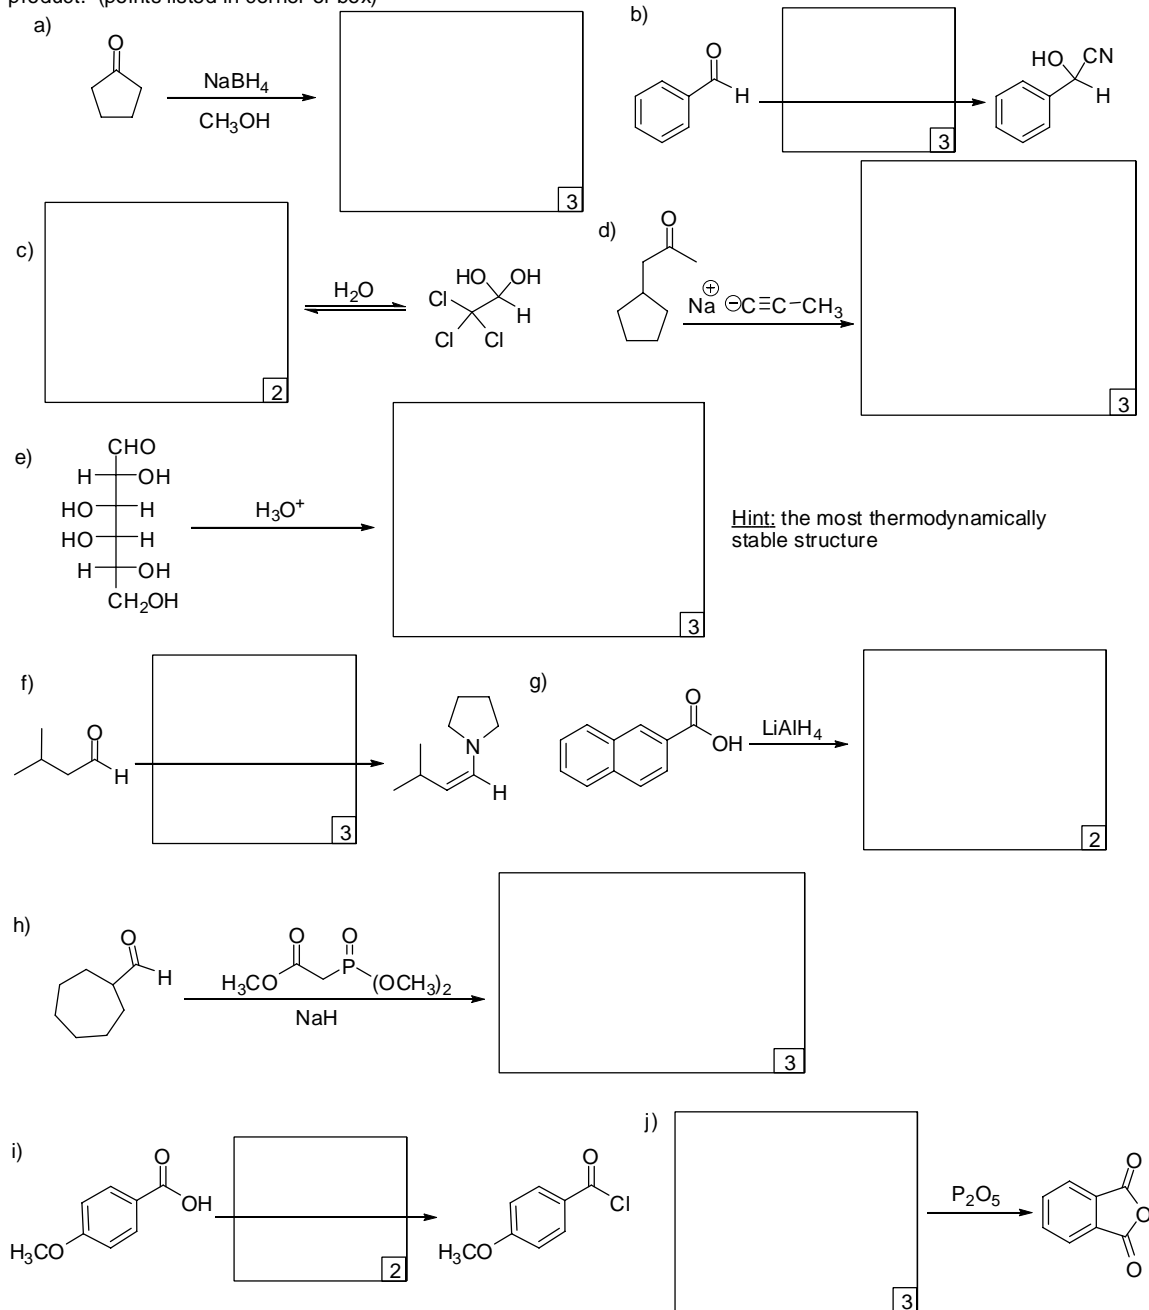 product. (points listed in corner of box)
a)
O
NaBH4
CH3OH
3
b)
O
H
3
HO CN
H
c)
2
H2O
HO OH
Cl
H
Cl Cl
d)
O
Na ⊕ ⊖C≡C-CH3
3
e)
CHO
H OH
HO H
HO H
H OH
CH2OH
H3O+
3
Hint: the most thermodynamically
stable structure
f)
O
H
3
N
H
g)
O
OH
LiAlH4
2
h)
O
H
O O
H3CO P (OCH3)2
NaH
3
i)
O
OH
H3CO
2
O
Cl
H3CO
j)
3
P2O5
O
O
O